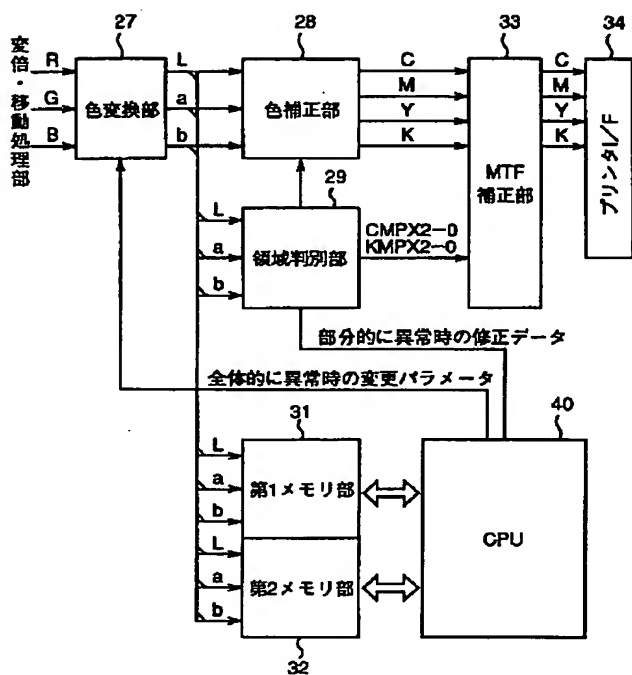 27
28
33
34
変倍・移動処理部
R
G
B
色変換部
L
a
b
色補正部
C
M
Y
K
MTF
補正部
C
M
Y
K
プリンタI/F
29
L
a
b
領域判別部
CMPX2-0
KMPX2-0
部分的に異常時の修正データ
全体的に異常時の変更パラメータ
31
40
L
a
b
第1メモリ部
L
a
b
第2メモリ部
CPU
32